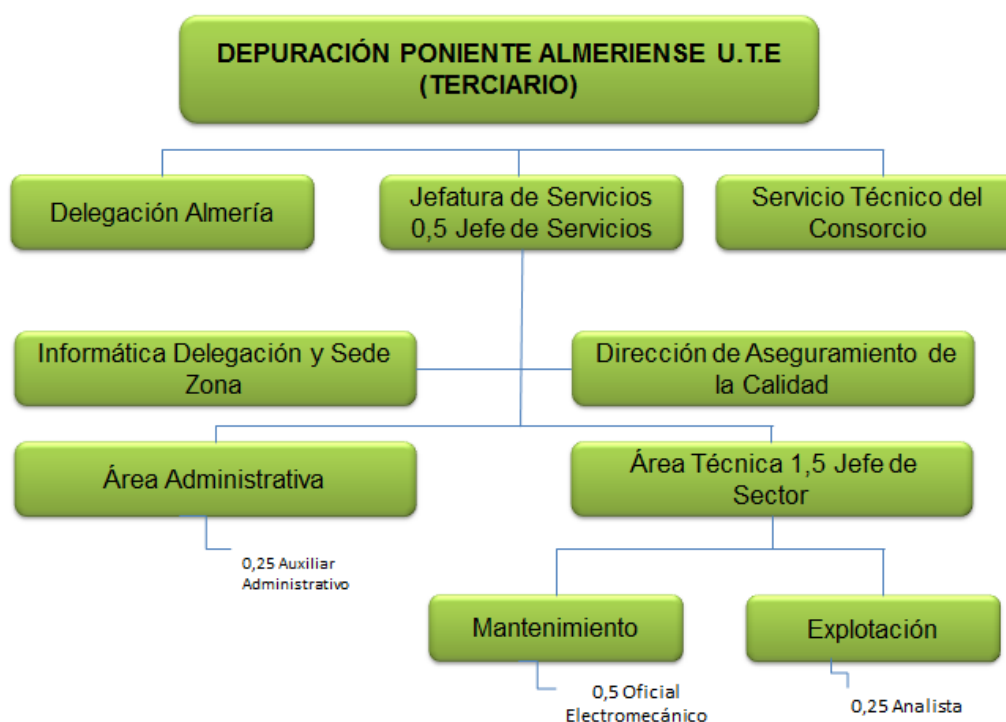 DEPURACIÓN PONIENTE ALMERIENSE U.T.E
(TERCIARIO)
Delegación Almería
Jefatura de Servicios
0,5 Jefe de Servicios
Servicio Técnico del
Consorcio
Informática Delegación y Sede
Zona
Dirección de Aseguramiento de
la Calidad
Área Administrativa
Área Técnica 1,5 Jefe de
Sector
0,25 Auxiliar
Administrativo
Mantenimiento
Explotación
0,5 Oficial
Electromecánico
0,25 Analista